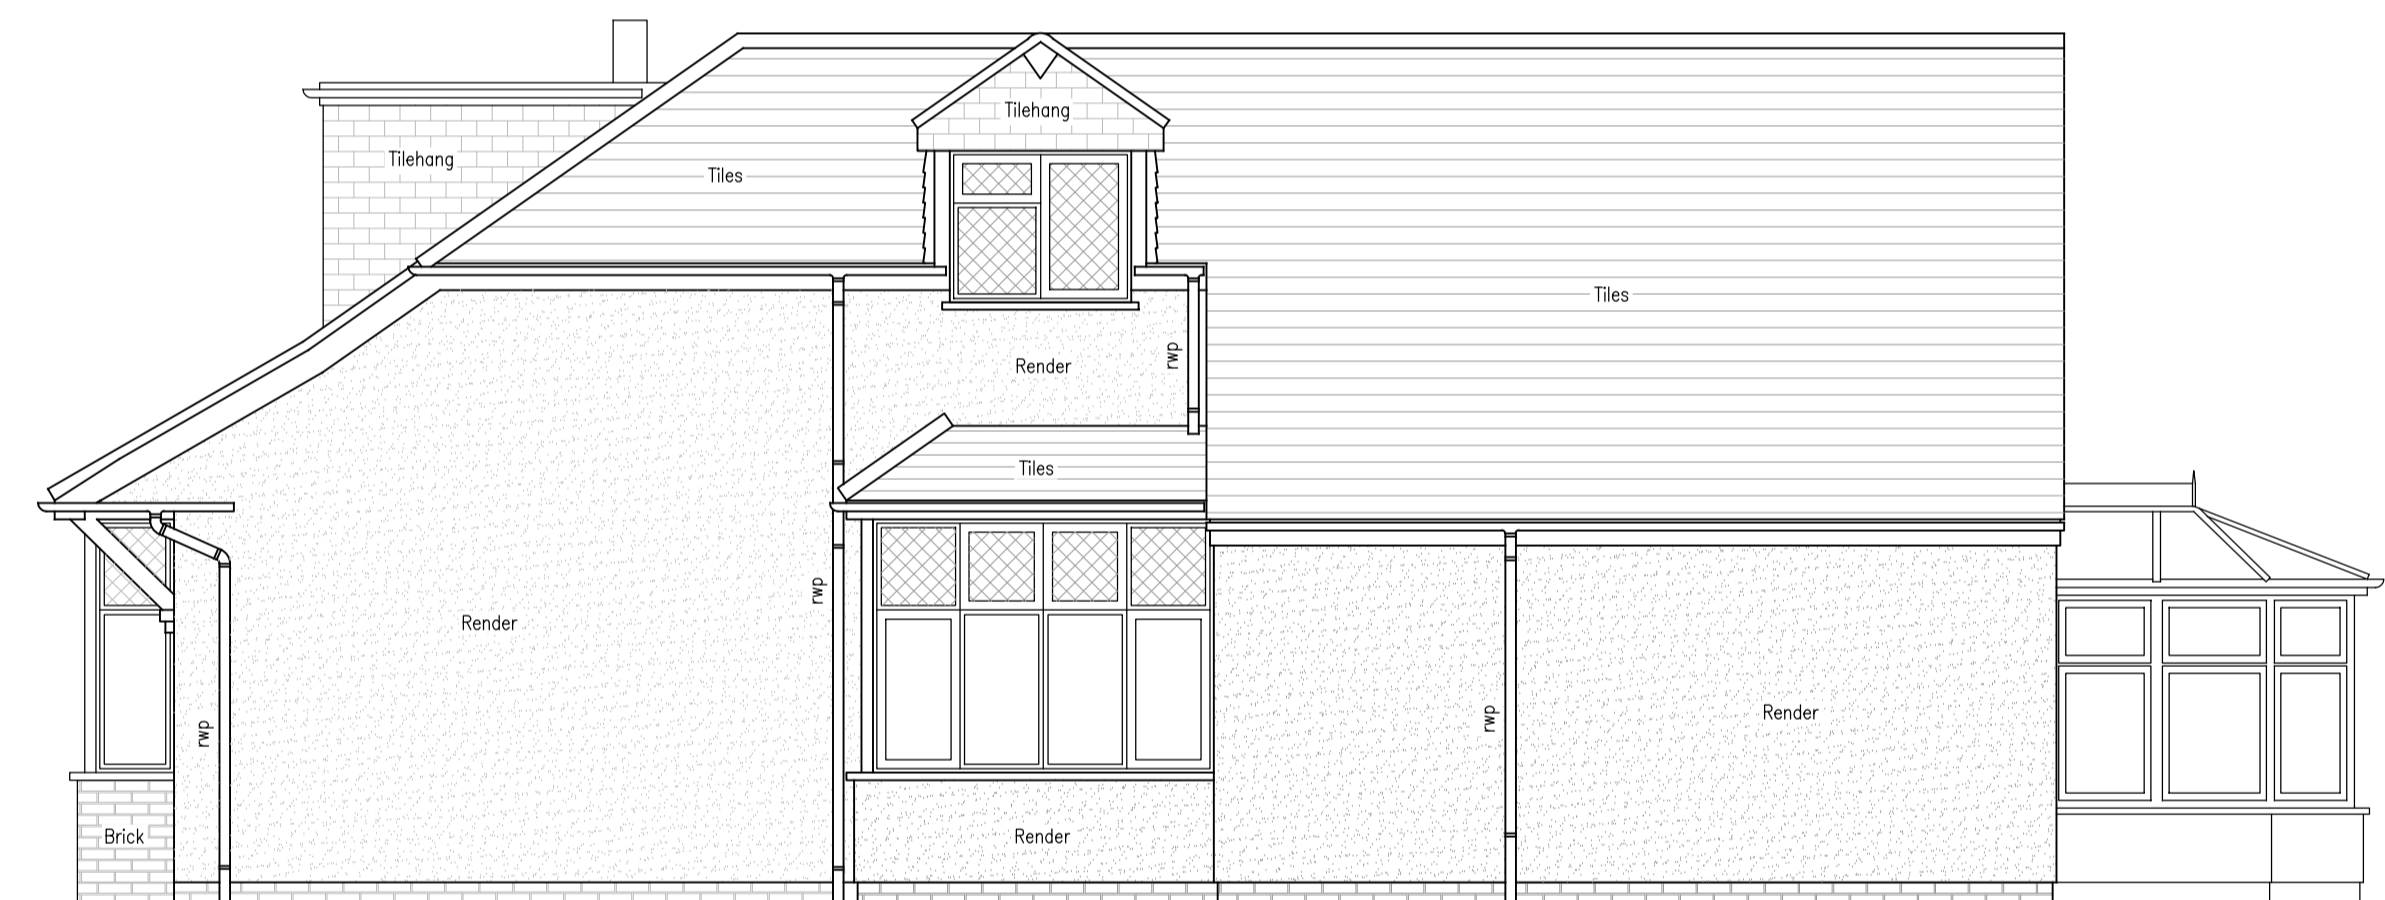 Tilehang
Tilehang
Tiles
Tiles
rwp
Render
Tiles
rwp
Render
rwp
rwp
Render
Brick
Render